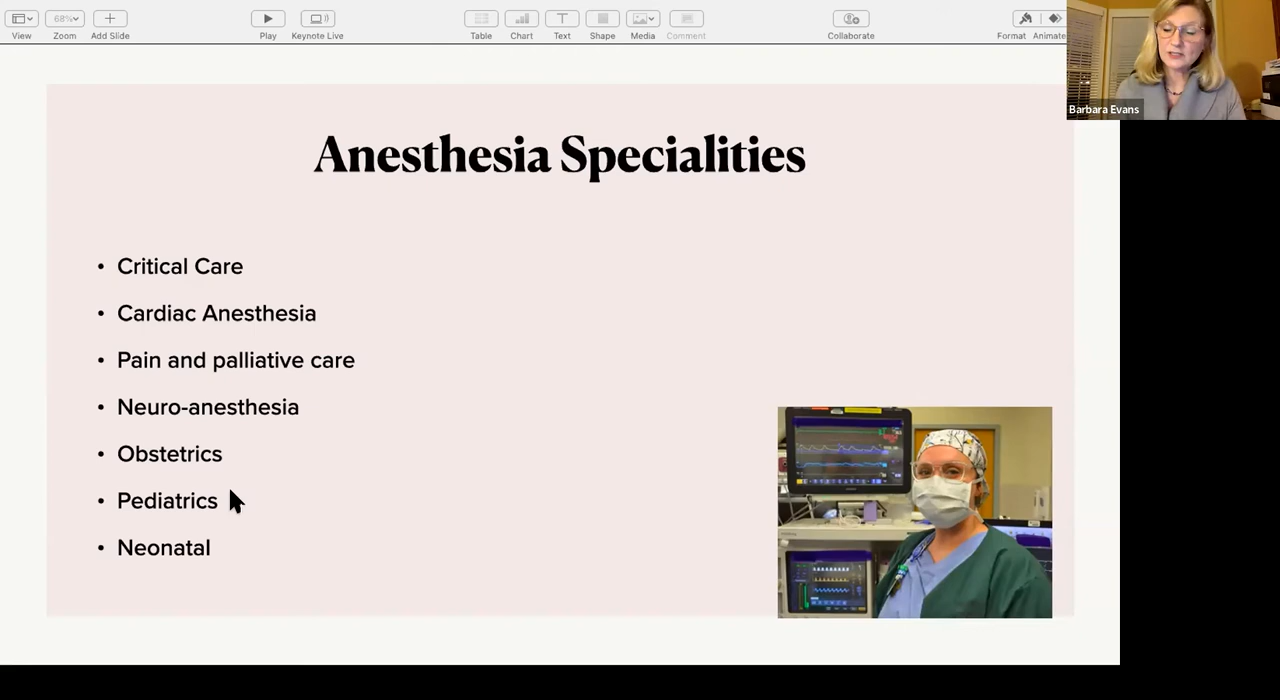 View
68%
Zoom
Add Slide
Play
Keynote Live
Table
Chart
Text
Shape
Media
Comment
Collaborate
Format
Animate
Barbara Evans
Anesthesia Specialities
• Critical Care
• Cardiac Anesthesia
• Pain and palliative care
• Neuro-anesthesia
• Obstetrics
• Pediatrics
• Neonatal